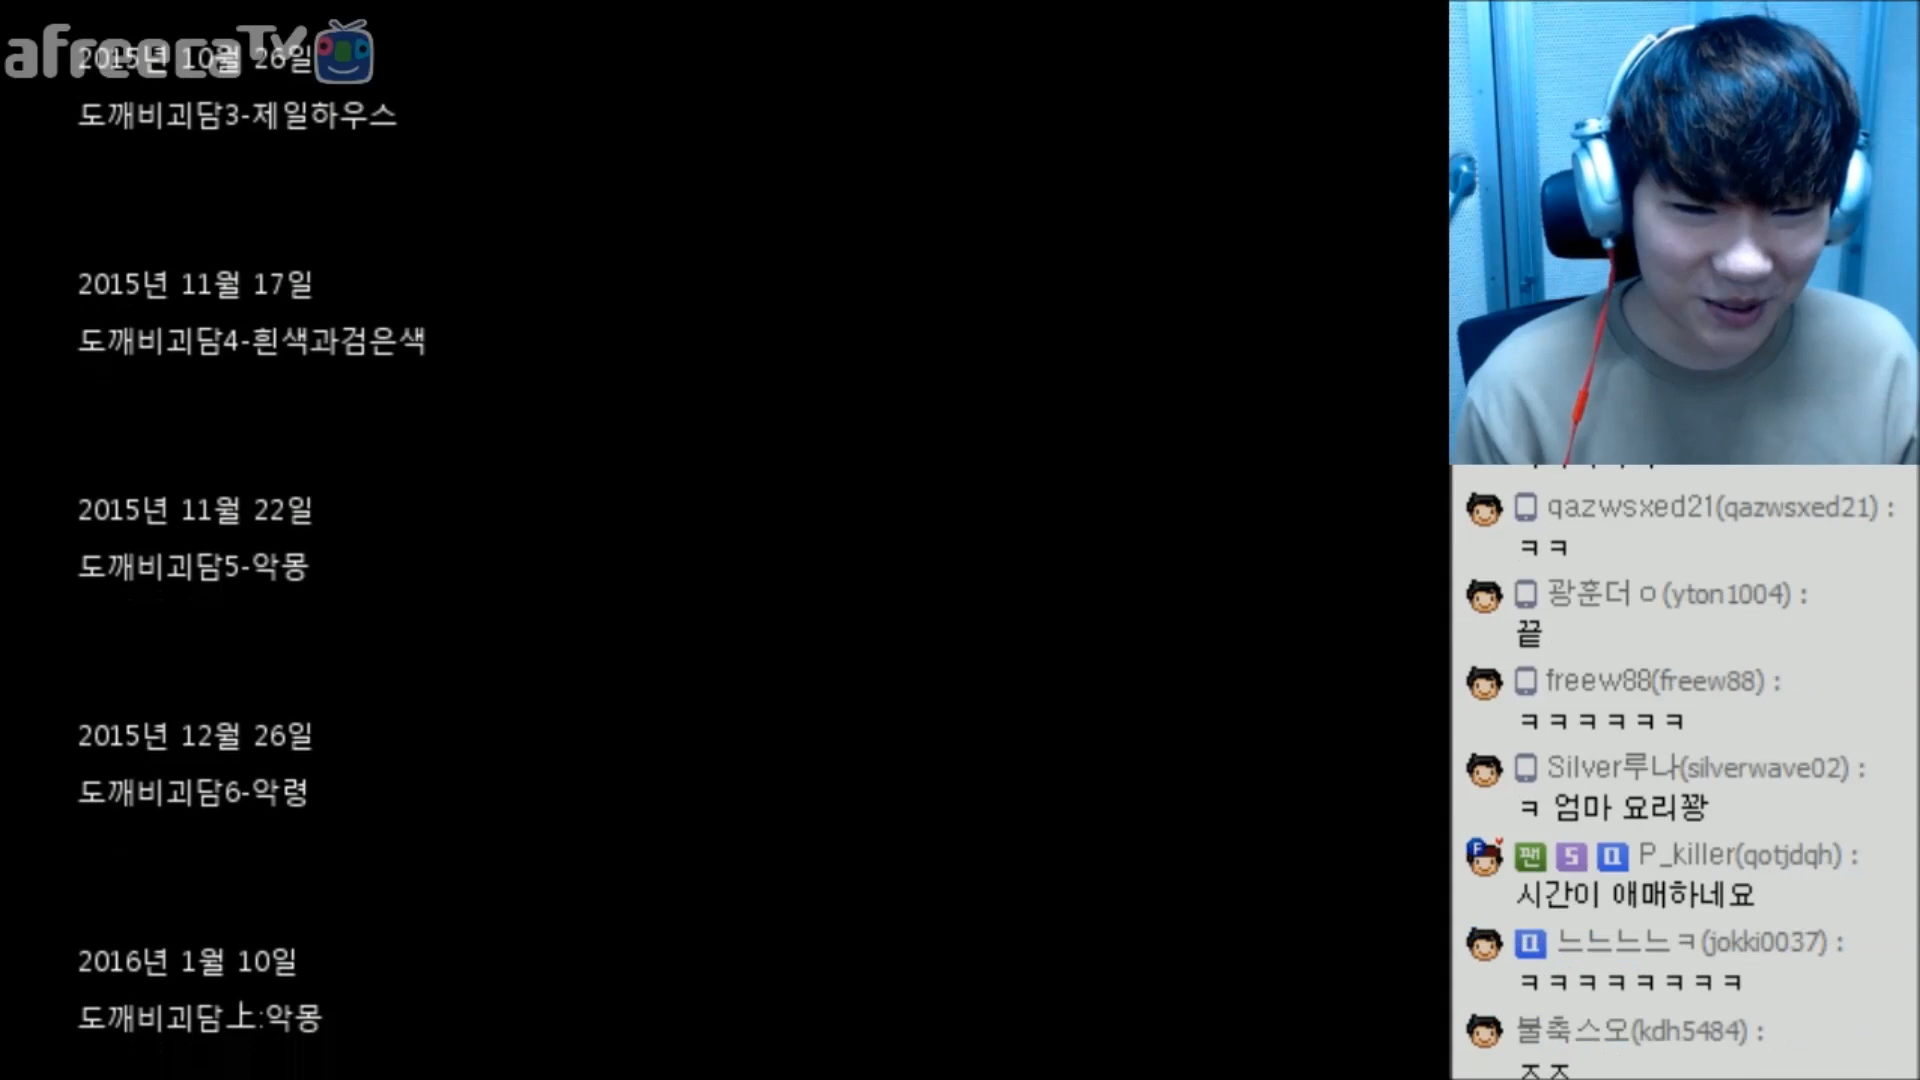 afreecaTV
2015년 10월 26일
도깨비괴담3-제일하우스
2015년 11월 17일
도깨비괴담4-흰색과검은색
2015년 11월 22일
도깨비괴담5-악몽
2015년 12월 26일
도깨비괴담6-악령
2016년 1월 10일
도깨비괴담上:악몽
qazwsxed21(qazwsxed21) :
ㅋㅋ
광훈더ㅇ(yton1004) :
끝
freew88(freew88) :
ㅋㅋㅋㅋㅋㅋ
Silver루나(silverwave02) :
ㅋ 엄마 요리꽝
팬 5 P_killer(qotjdqh) :
시간이 애매하네요
느느느느ㅋ(jokki0037) :
ㅋㅋㅋㅋㅋㅋㅋㅋ
불축스오(kdh5484) :